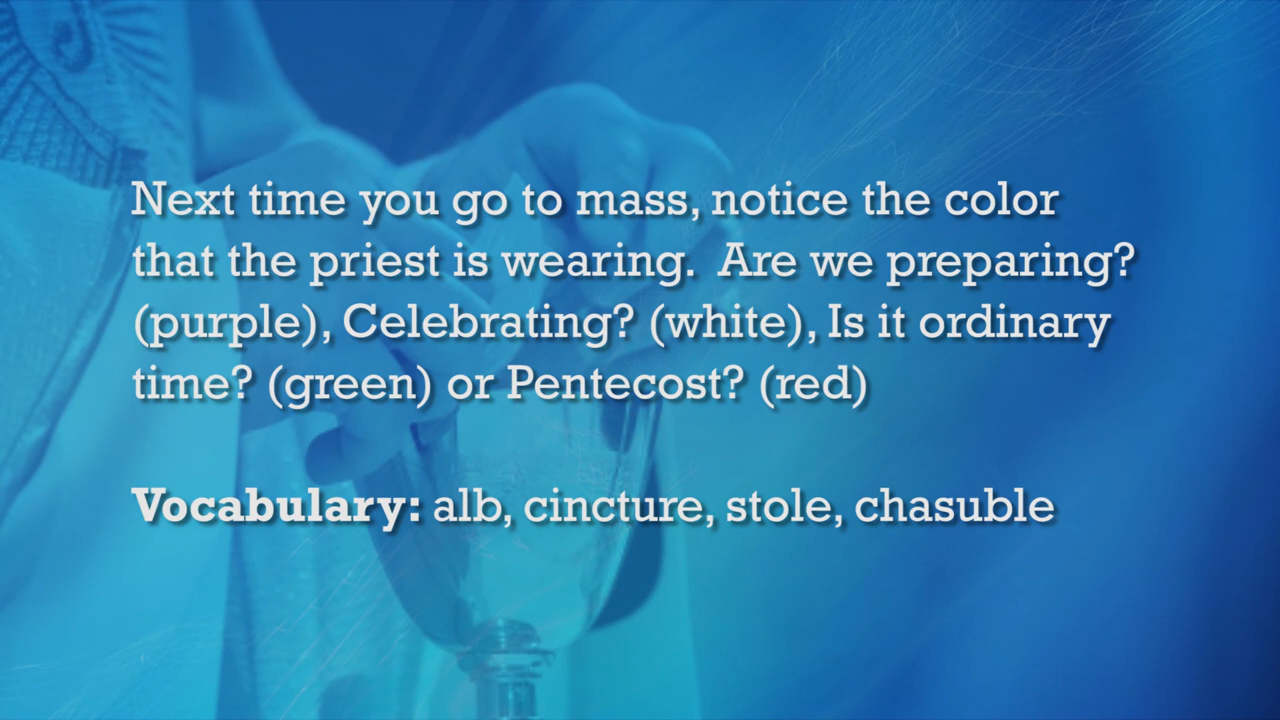 Next time you go to mass, notice the color
that the priest is wearing.  Are we preparing?
(purple), Celebrating? (white), Is it ordinary
time? (green) or Pentecost? (red)
Vocabulary: alb, cincture, stole, chasuble